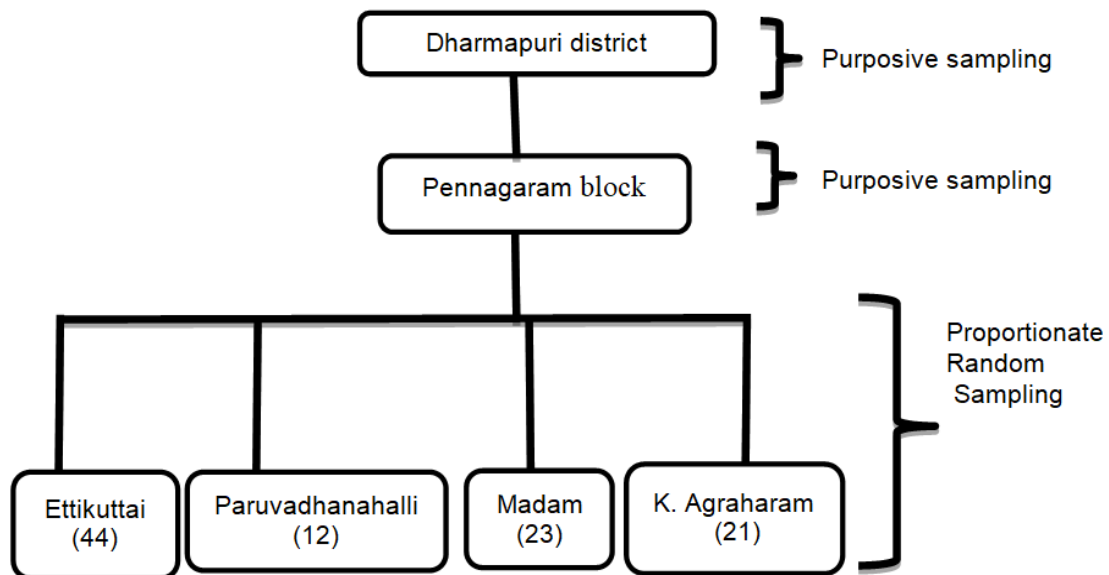 Dharmapuri district
Purposive sampling
Pennagaram block
Purposive sampling
Proportionate
Random
Sampling
Ettikuttai
(44)
Paruvadhanahalli
(12)
Madam
(23)
K. Agraharam
(21)